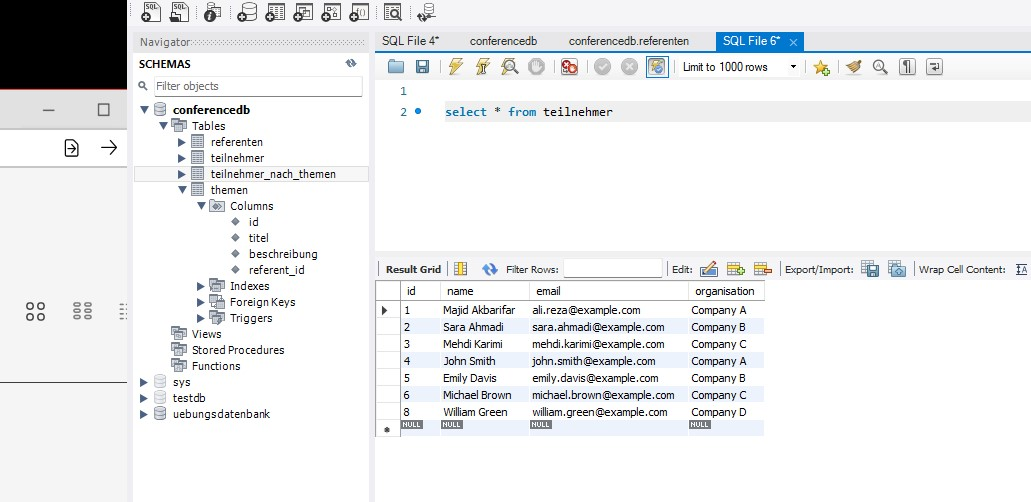 Navigator
SQL File 4*
conferencedb
conferencedb.referenten
SQL File 6*
SCHEMAS
Limit to 1000 rows
Filter objects
conferencedb
Tables
referenten
teilnehmer
teilnehmer_nach_themen
themen
Columns
id
titel
beschreibung
referent_id
Indexes
Foreign Keys
Triggers
Views
Stored Procedures
Functions
sys
testdb
uebungsdatenbank
1
2 select * from teilnehmer
Result Grid Filter Rows: Edit: Export/Import: Wrap Cell Content:
id name email organisation
1 Majid Akbarifar ali.reza@example.com Company A
2 Sara Ahmadi sara.ahmadi@example.com Company B
3 Mehdi Karimi mehdi.karimi@example.com Company C
4 John Smith john.smith@example.com Company A
5 Emily Davis emily.davis@example.com Company B
6 Michael Brown michael.brown@example.com Company C
8 William Green william.green@example.com Company D
NULL NULL NULL NULL